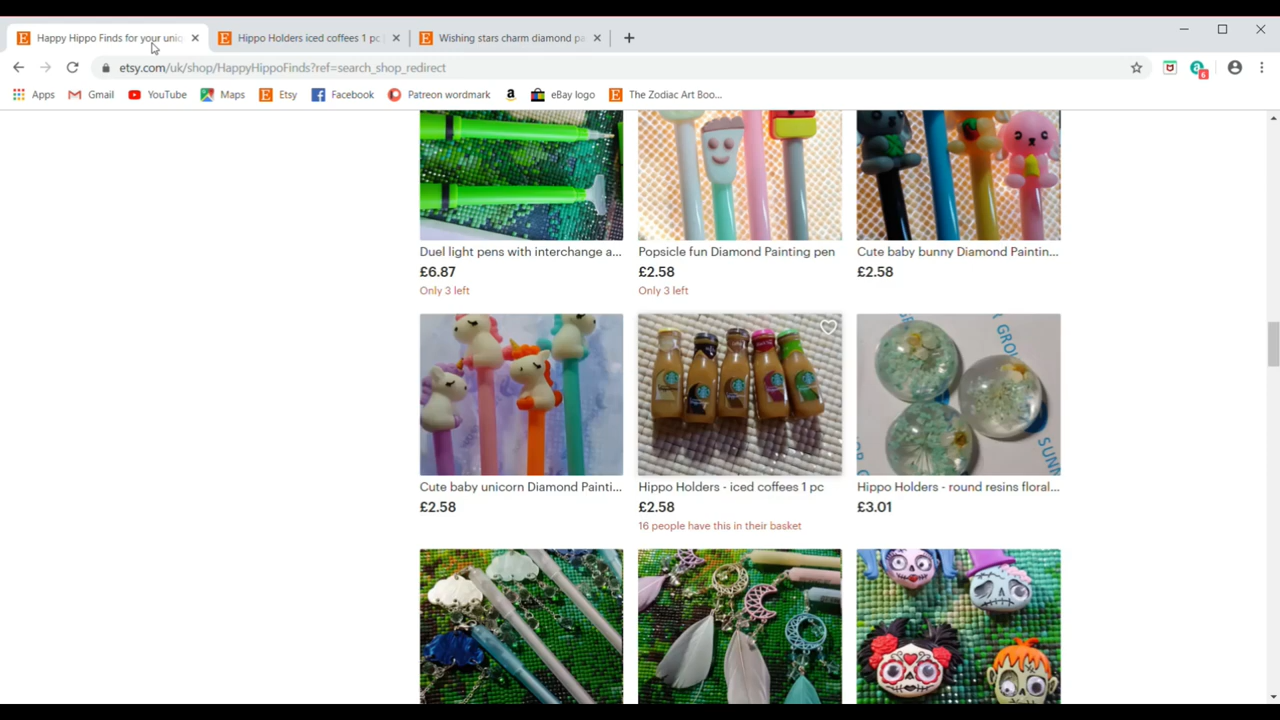 Happy Hippo Finds for your uniq
Hippo Holders iced coffees 1 pc
Wishing stars charm diamond pa
etsy.com/uk/shop/HappyHippoFinds?ref=search_shop_redirect
6
Apps
Gmail
YouTube
Maps
Etsy
Facebook
Patreon wordmark
eBay logo
The Zodiac Art Boo...
Duel light pens with interchange a...
£6.87
Only 3 left
Popsicle fun Diamond Painting pen
£2.58
Only 3 left
Cute baby bunny Diamond Paintin...
£2.58
Cute baby unicorn Diamond Painti...
£2.58
Hippo Holders - iced coffees 1 pc
£2.58
16 people have this in their basket
Hippo Holders - round resins floral...
£3.01